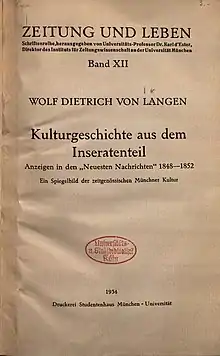 ZEITUNG UND LEBEN
Schriftenreihe, herausgegeben von Universitäts-Professor Dr. Karl d'Ester,
Direktor des Instituts für Zeitungswissenschaft an der Universität München
Band XII
WOLF DIETRICH VON LANGEN
Kulturgeschichte aus dem
Inseratenteil
Anzeigen in den „Neuesten Nachrichten" 1848—1852
Ein Spiegelbild der zeitgenössischen Münchner Kultur
Universitäts-
Köln
1934
Druckerei Studentenhaus München - Universität